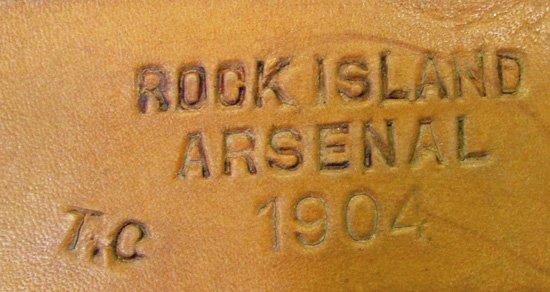 ROCK ISLAND
ARSENAL
1904
T.C